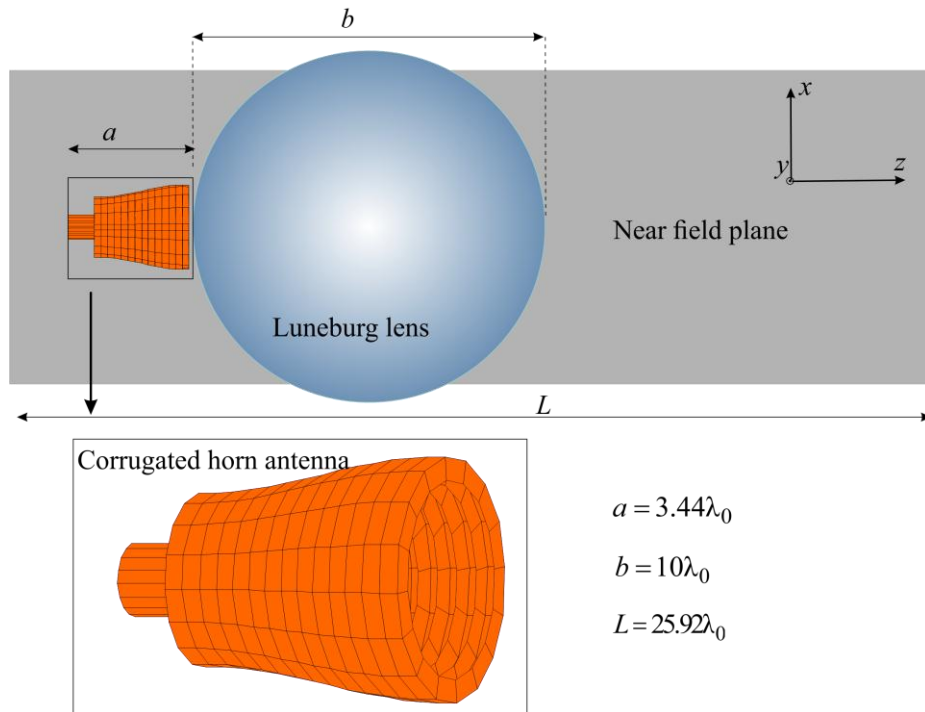 b
a
x
y
z
Near field plane
Luneburg lens
L
Corrugated horn antenna
a = 3.44λ₀
b = 10λ₀
L = 25.92λ₀